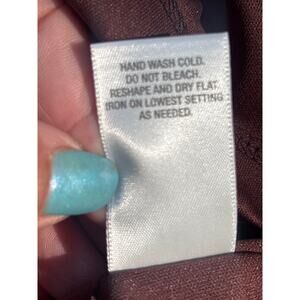 HAND WASH COLD.
DO NOT BLEACH.
RESHAPE AND DRY FLAT.
IRON ON LOWEST SETTING
AS NEEDED.